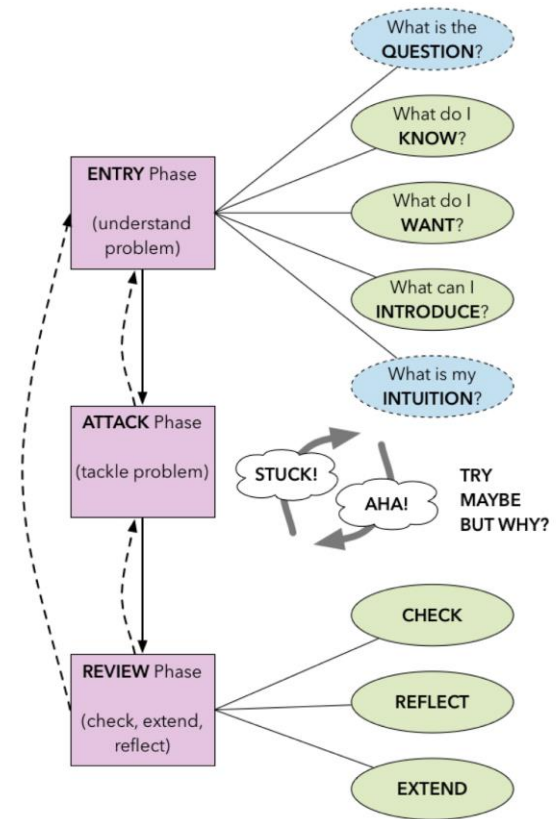 What is the
QUESTION?
What do I
KNOW?
ENTRY Phase
(understand
problem)
What do I
WANT?
What can I
INTRODUCE?
What is my
INTUITION?
ATTACK Phase
(tackle problem)
STUCK!
AHA!
TRY
MAYBE
BUT WHY?
CHECK
REVIEW Phase
(check, extend,
reflect)
REFLECT
EXTEND